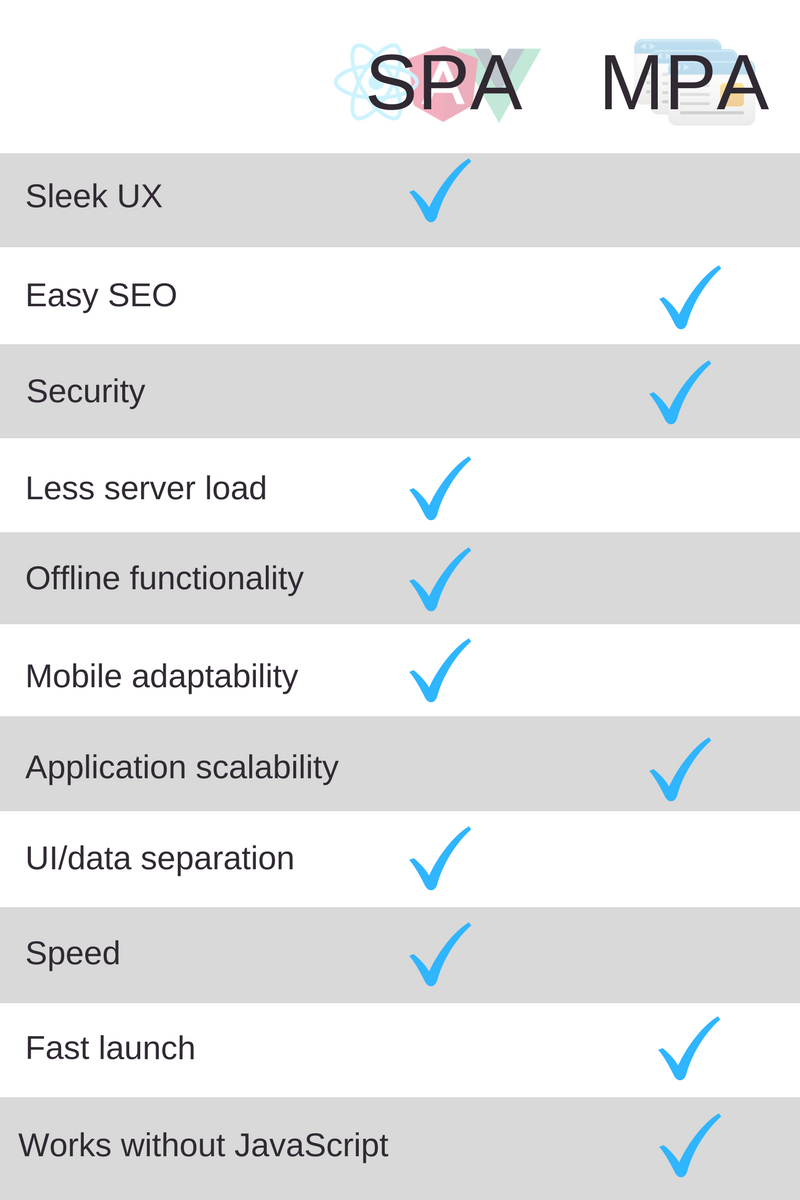 SPA MPA
Sleek UX
Easy SEO
Security
Less server load
Offline functionality
Mobile adaptability
Application scalability
UI/data separation
Speed
Fast launch
Works without JavaScript